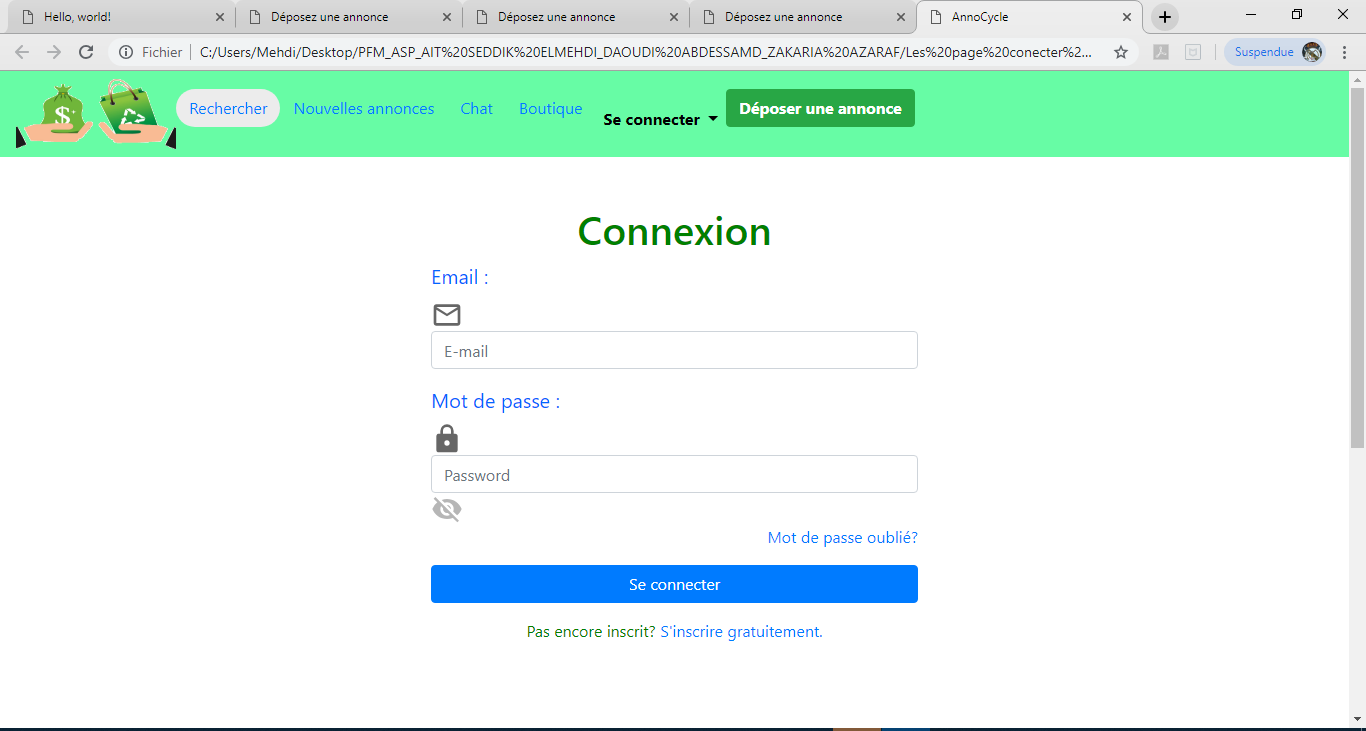 Hello, world!
Déposez une annonce
Déposez une annonce
Déposez une annonce
AnnoCycle
Fichier
C:/Users/Mehdi/Desktop/PFM_ASP_AIT%20SEDDIK%20ELMEHDI_DAOUDI%20ABDESSAMD_ZAKARIA%20AZARAF/Les%20page%20conecter%2...
Suspendue
$
Rechercher
Nouvelles annonces
Chat
Boutique
Se connecter
Déposer une annonce
Connexion
Email :
E-mail
Mot de passe :
Password
Mot de passe oublié?
Se connecter
Pas encore inscrit? S'inscrire gratuitement.